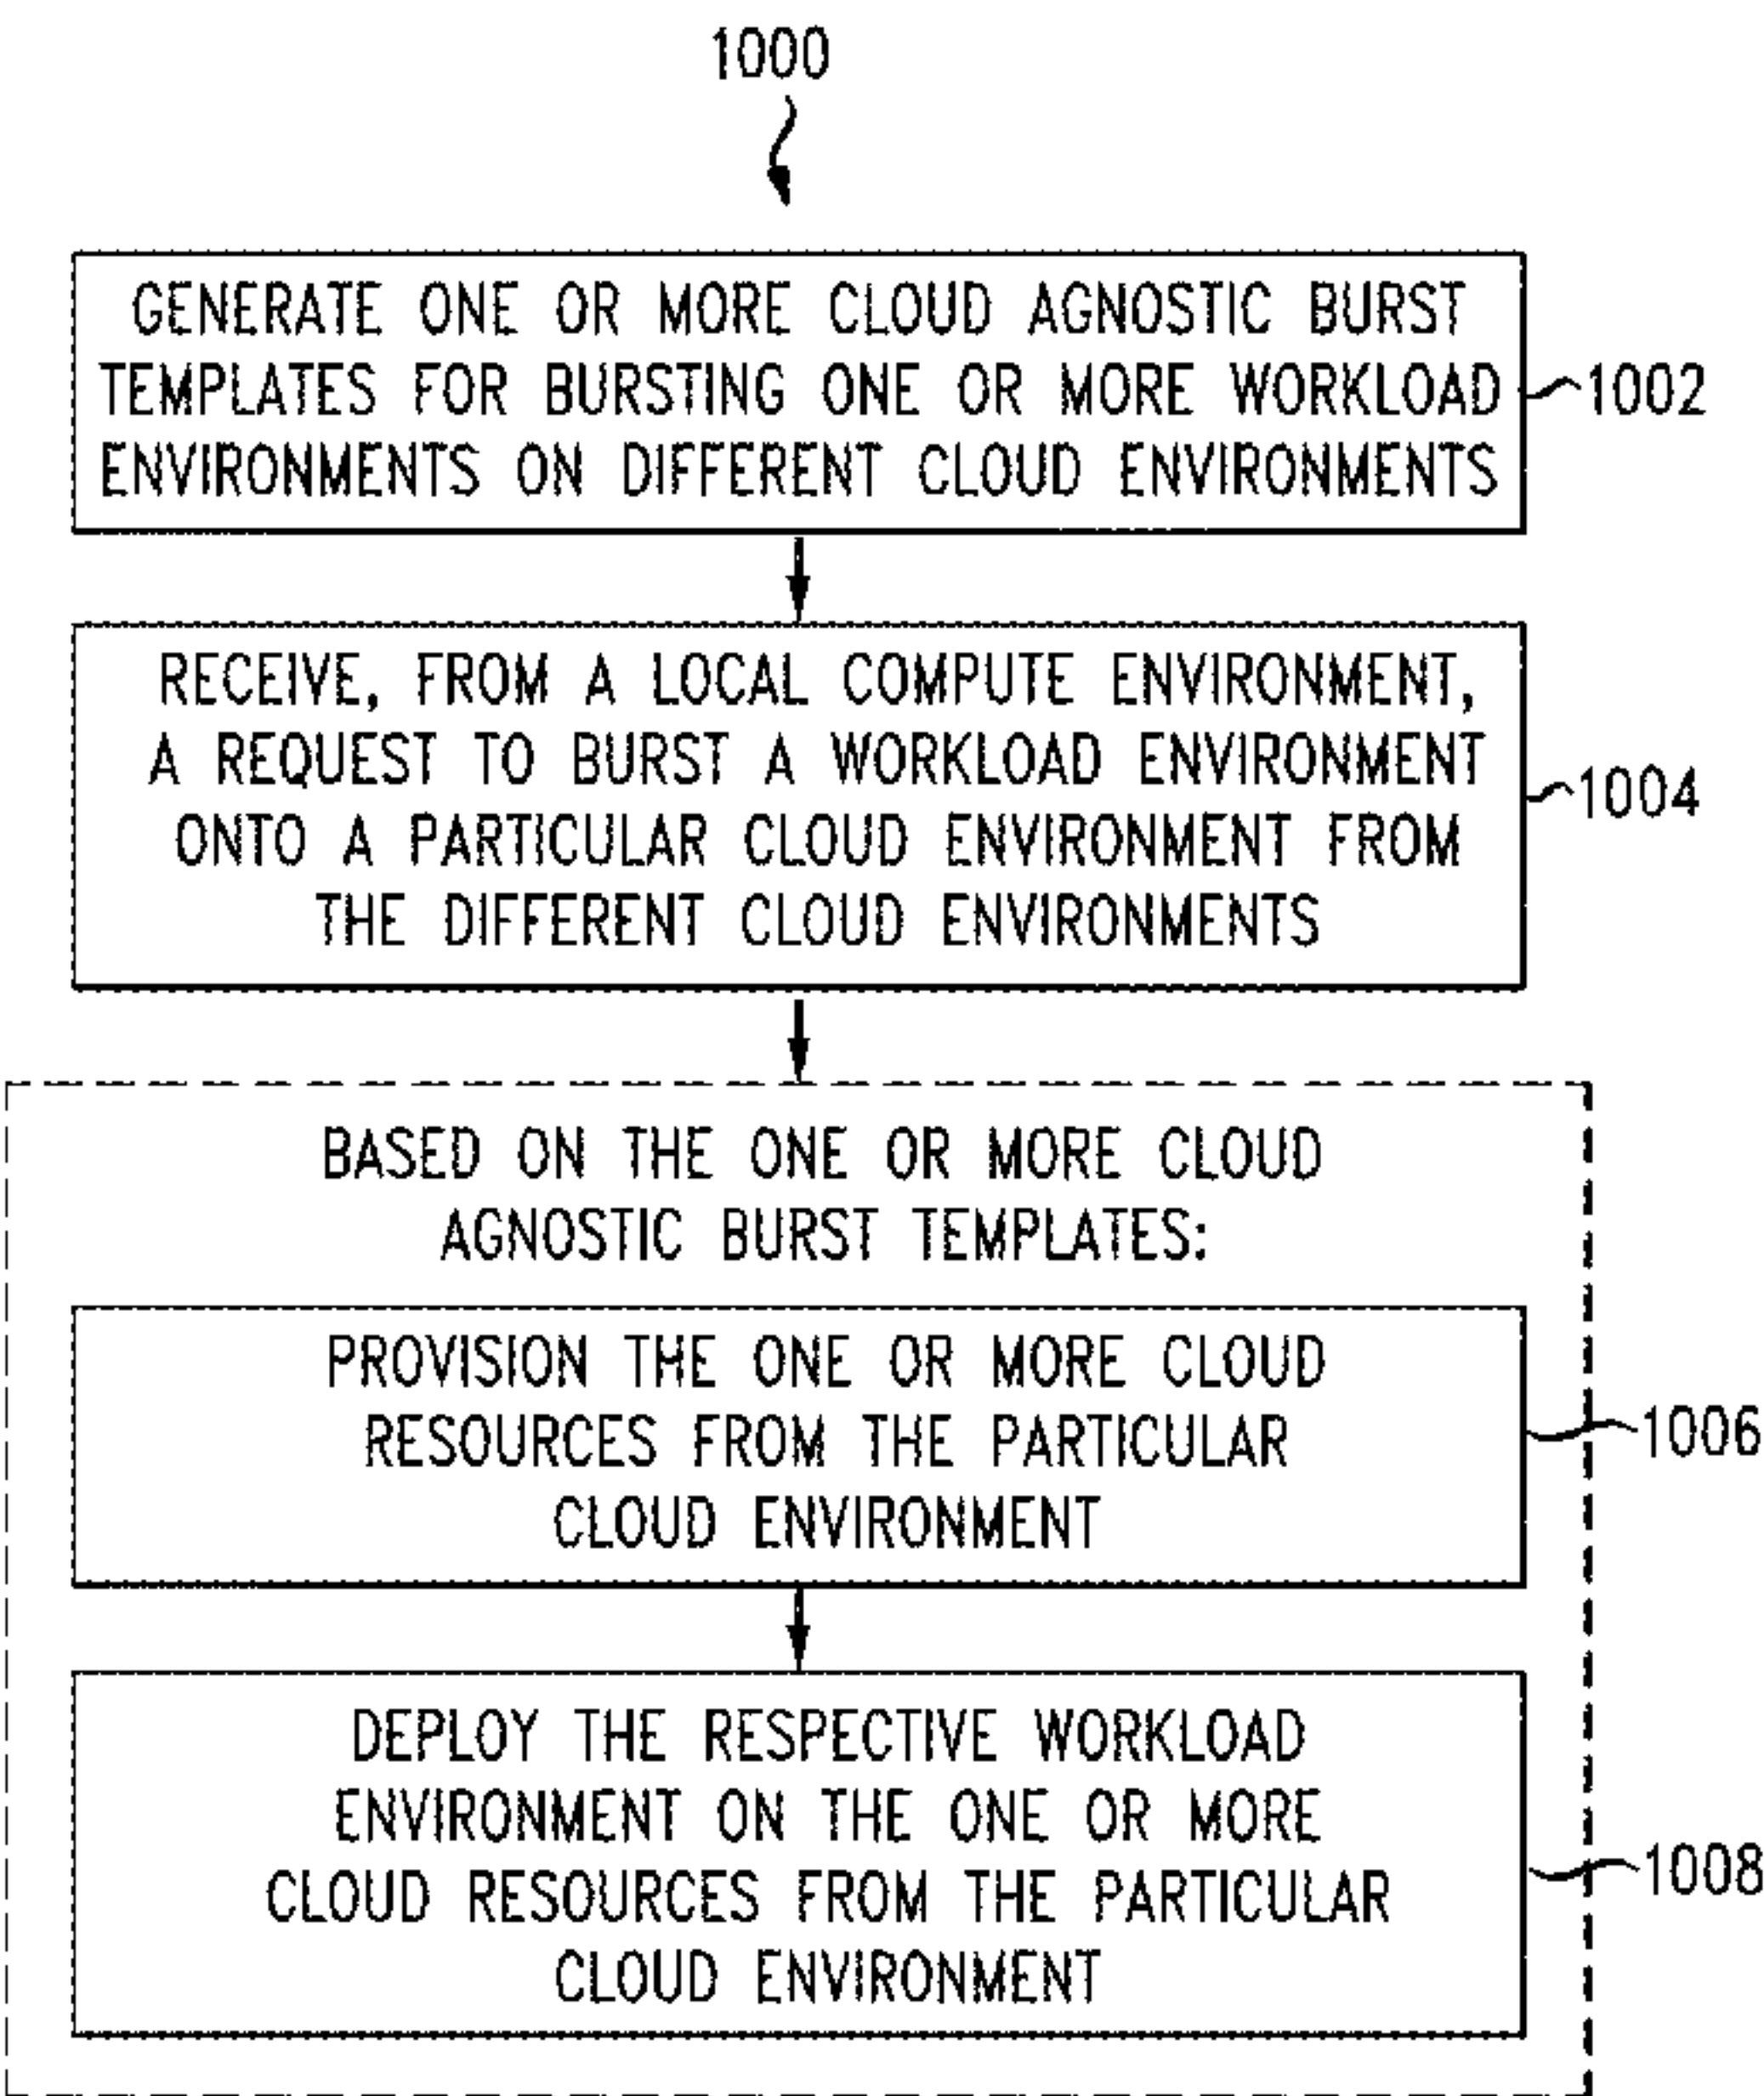 1000
GENERATE ONE OR MORE CLOUD AGNOSTIC BURST
TEMPLATES FOR BURSTING ONE OR MORE WORKLOAD
ENVIRONMENTS ON DIFFERENT CLOUD ENVIRONMENTS
1002
RECEIVE, FROM A LOCAL COMPUTE ENVIRONMENT,
A REQUEST TO BURST A WORKLOAD ENVIRONMENT
ONTO A PARTICULAR CLOUD ENVIRONMENT FROM
THE DIFFERENT CLOUD ENVIRONMENTS
1004
BASED ON THE ONE OR MORE CLOUD
AGNOSTIC BURST TEMPLATES:
PROVISION THE ONE OR MORE CLOUD
RESOURCES FROM THE PARTICULAR
CLOUD ENVIRONMENT
1006
DEPLOY THE RESPECTIVE WORKLOAD
ENVIRONMENT ON THE ONE OR MORE
CLOUD RESOURCES FROM THE PARTICULAR
CLOUD ENVIRONMENT
1008